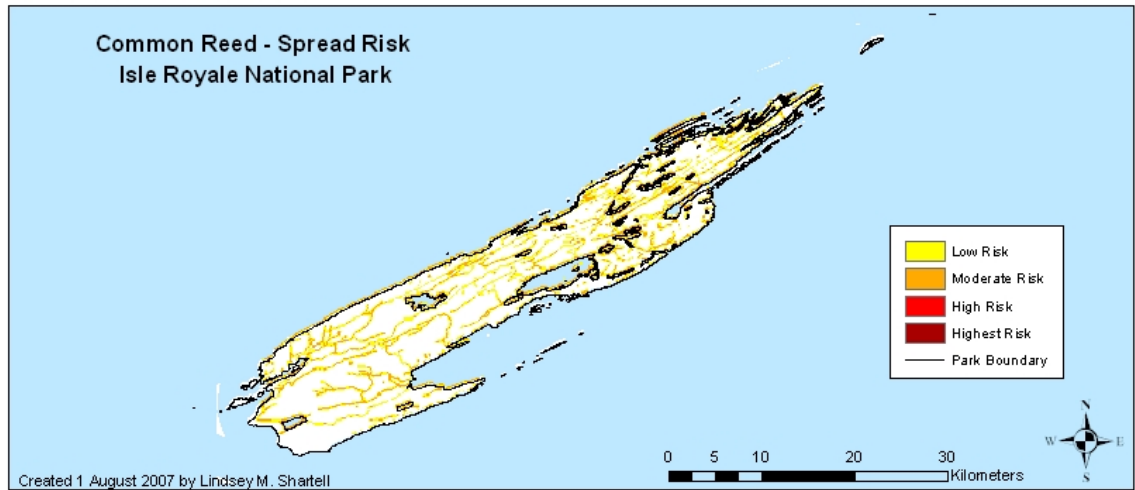 Common Reed - Spread Risk
Isle Royale National Park
Low Risk
Moderate Risk
High Risk
Highest Risk
Park Boundary
N
W E
S
0 5 10 20 30
Kilometers
Created 1 August 2007 by Lindsey M. Shartell